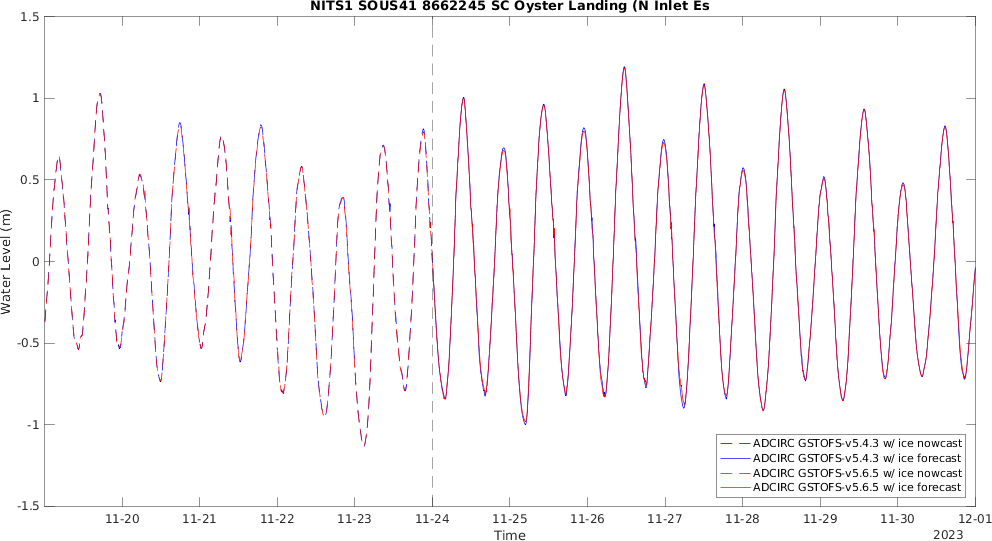 NITS1 SOUS41 8662245 SC Oyster Landing (N Inlet Es
1.5
1
0.5
0
-0.5
-1
-1.5
Water Level (m)
11-20 11-21 11-22 11-23 11-24 11-25 11-26 11-27 11-28 11-29 11-30 12-01
Time
2023
ADCIRC GSTOFS-v5.4.3 w/ ice nowcast
ADCIRC GSTOFS-v5.4.3 w/ ice forecast
ADCIRC GSTOFS-v5.6.5 w/ ice nowcast
ADCIRC GSTOFS-v5.6.5 w/ ice forecast